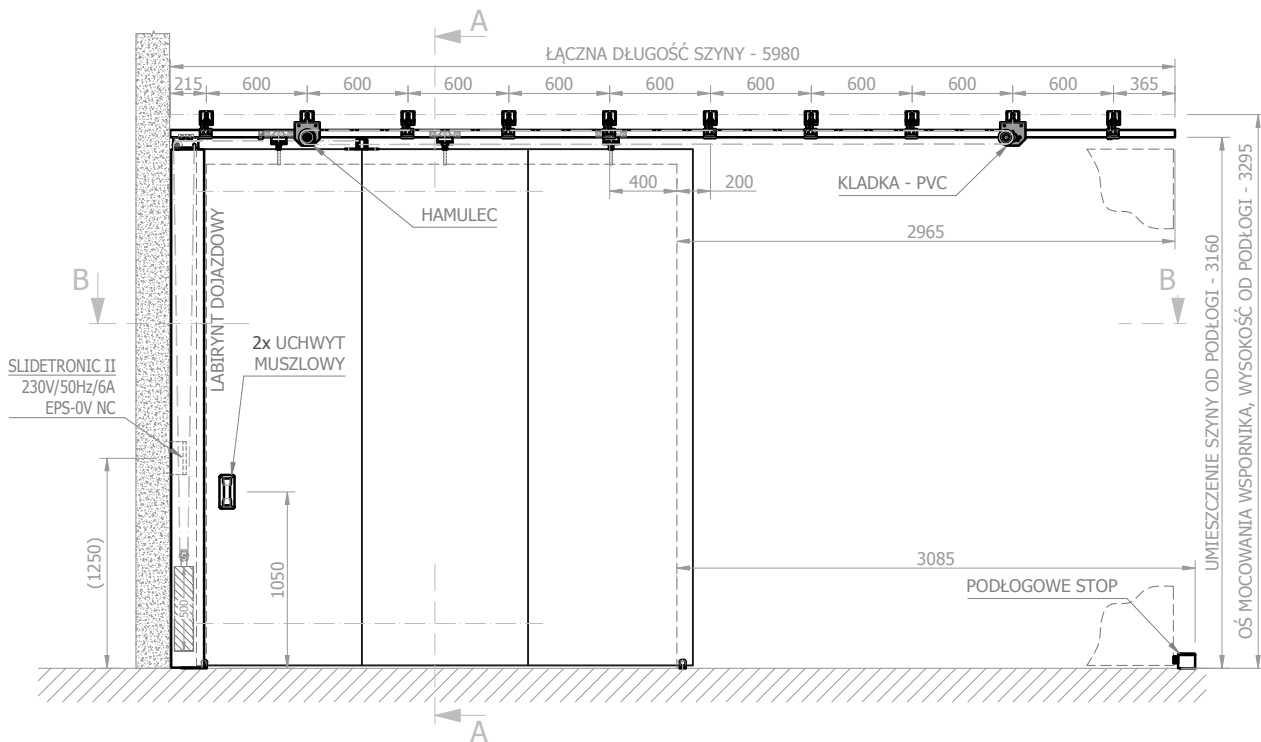 A
ŁĄCZNA DŁUGOŚĆ SZYNY - 5980
215
600
600
600
600
600
600
600
600
600
365
400
200
KLADKA - PVC
HAMULEC
2965
B
B
LABIRYNT DOJAZDOWY
2x UCHWYT
MUSZLOWY
SLIDETRONIC II
230V/50Hz/6A
EPS-0V NC
(1250)
1050
500
3085
PODŁOGOWE STOP
UMIESZCZENIE SZYNY OD PODŁOGI - 3160
OŚ MOCOWANIA WSPORNIKA, WYSOKOŚĆ OD PODŁOGI - 3295
A